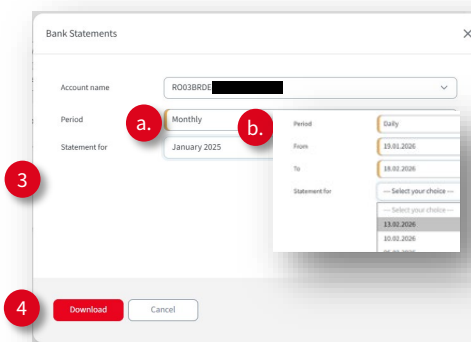 Bank Statements
Account name
RO03BRDE
Period
a.
Monthly
Statement for
January 2025
b.
Period
Daily
From
19.01.2026
To
18.02.2026
Statement for
--- Select your choice ---
--- Select your choice ---
13.02.2026
10.02.2026
3
4
Download
Cancel